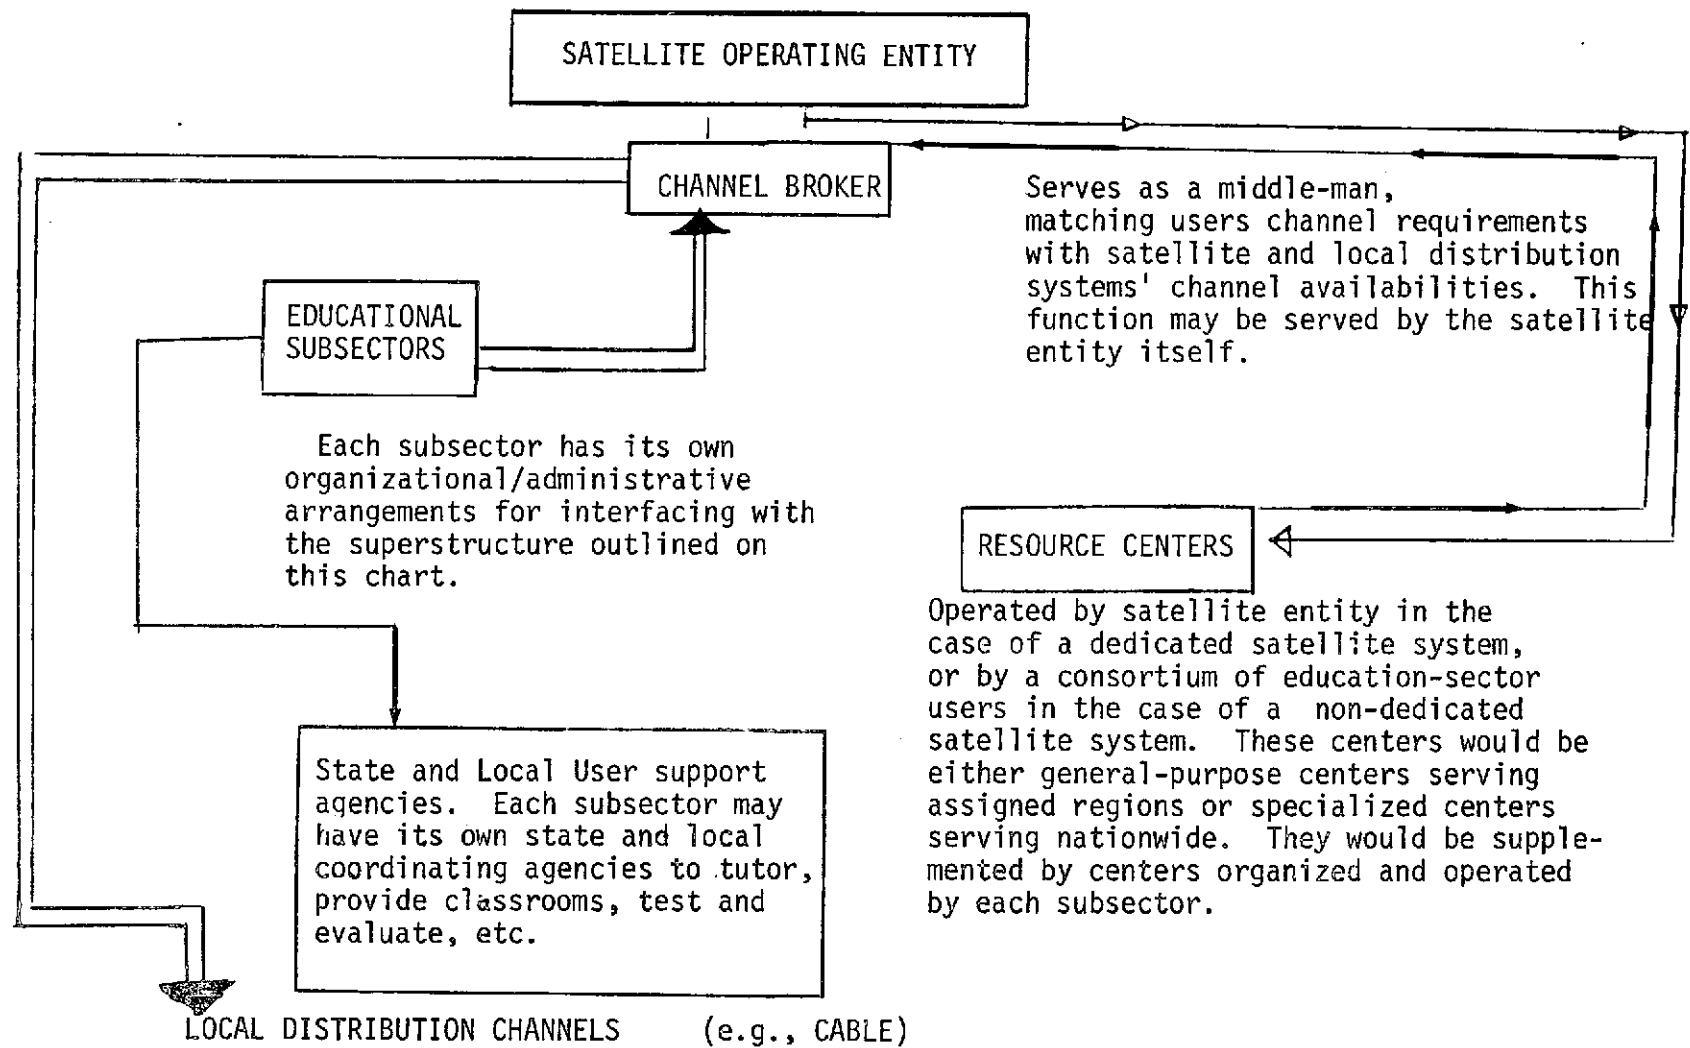 SATELLITE OPERATING ENTITY
CHANNEL BROKER
Serves as a middle-man,
matching users channel requirements
with satellite and local distribution
systems' channel availabilities. This
function may be served by the satellite
entity itself.
EDUCATIONAL
SUBSECTORS
Each subsector has its own
organizational/administrative
arrangements for interfacing with
the superstructure outlined on
this chart.
RESOURCE CENTERS
Operated by satellite entity in the
case of a dedicated satellite system,
or by a consortium of education-sector
users in the case of a non-dedicated
satellite system. These centers would be
either general-purpose centers serving
assigned regions or specialized centers
serving nationwide. They would be supple-
mented by centers organized and operated
by each subsector.
State and Local User support
agencies. Each subsector may
have its own state and local
coordinating agencies to tutor,
provide classrooms, test and
evaluate, etc.
LOCAL DISTRIBUTION CHANNELS (e.g., CABLE)